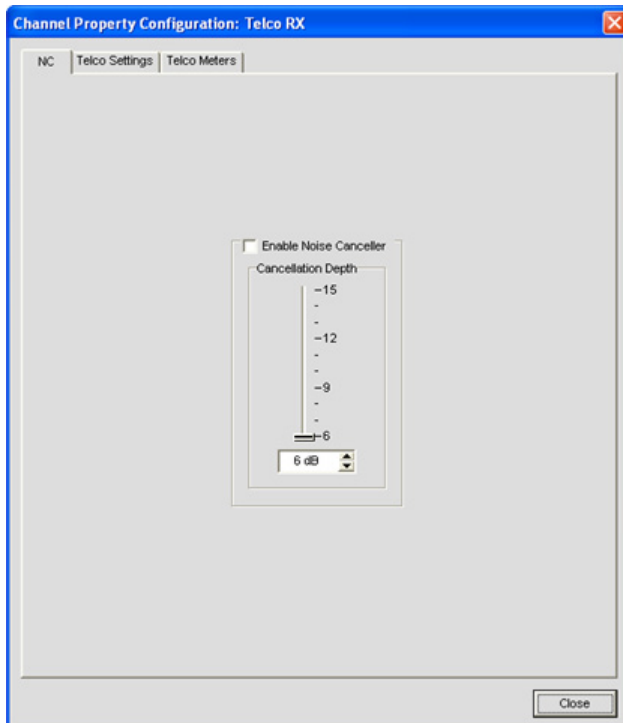 Channel Property Configuration: Telco RX
NC
Telco Settings
Telco Meters
Enable Noise Canceller
Cancellation Depth
-15
-
-
-12
-
-
-9
-
-
-6
6 dB
Close